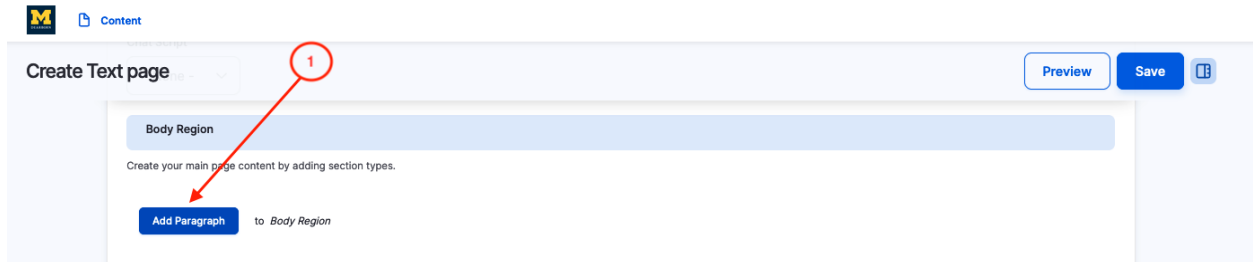 Content
Create Text page
1
Preview
Save
Body Region
Create your main page content by adding section types.
Add Paragraph to Body Region